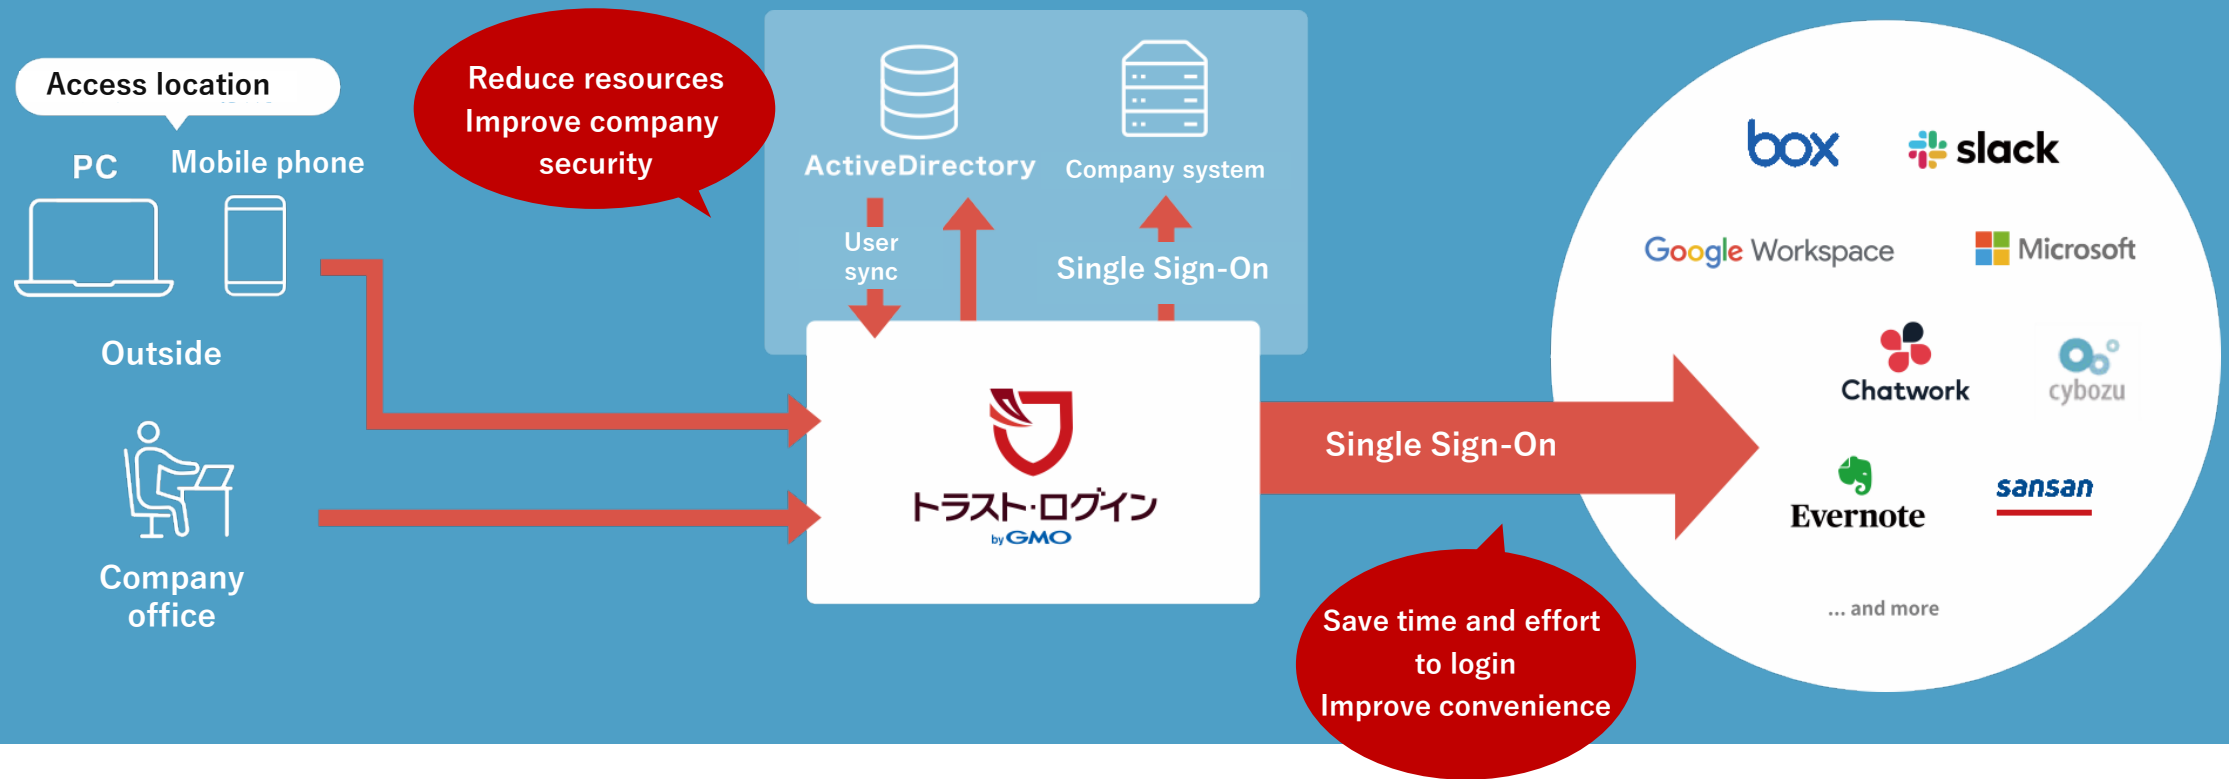 Access location
PC
Mobile phone
Outside
Company
office
Reduce resources
Improve company
security
ActiveDirectory
Company system
User
sync
Single Sign-On
トラスト・ログイン
by GMO
Single Sign-On
Save time and effort
to login
Improve convenience
box
slack
Google Workspace
Microsoft
Chatwork
cybozu
Evernote
sansan
... and more